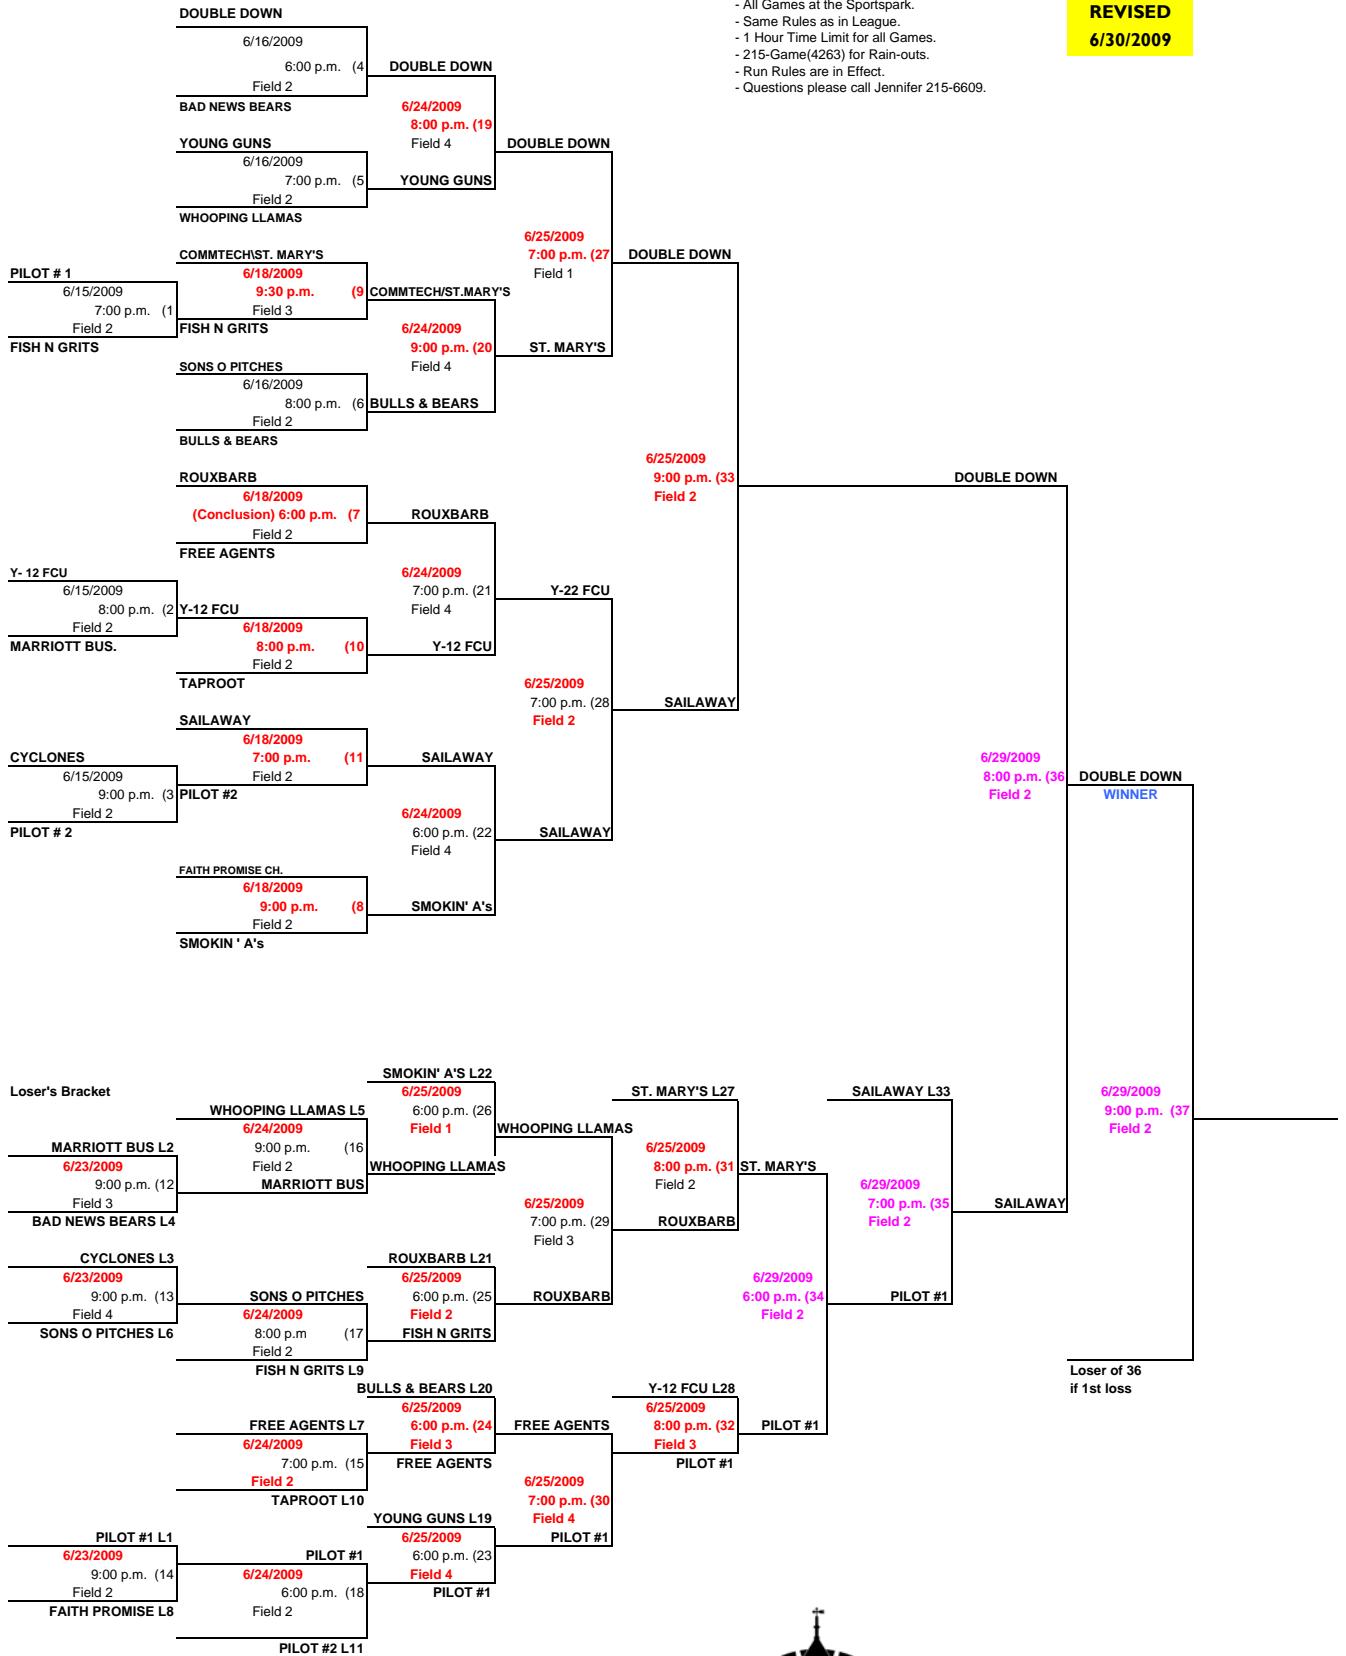 - All Games at the Sportspark.
- Same Rules as in League.
- 1 Hour Time Limit for all Games.
- 215-Game(4263) for Rain-outs.
- Run Rules are in Effect.
- Questions please call Jennifer 215-6609.
REVISED
6/30/2009
DOUBLE DOWN
6/16/2009
6:00 p.m. (4
Field 2
BAD NEWS BEARS
DOUBLE DOWN
6/24/2009
8:00 p.m. (19
Field 4
YOUNG GUNS
6/16/2009
7:00 p.m. (5
Field 2
WHOOPING LLAMAS
YOUNG GUNS
DOUBLE DOWN
6/25/2009
7:00 p.m. (27
Field 1
DOUBLE DOWN
PILOT # 1
6/15/2009
7:00 p.m. (1
Field 2
FISH N GRITS
COMMTECH\ST. MARY'S
6/18/2009
9:30 p.m. (9
Field 3
FISH N GRITS
COMMTECH/ST.MARY'S
6/24/2009
9:00 p.m. (20
Field 4
ST. MARY'S
SONS O PITCHES
6/16/2009
8:00 p.m. (6
Field 2
BULLS & BEARS
BULLS & BEARS
6/25/2009
9:00 p.m. (33
Field 2
DOUBLE DOWN
ROUXBARB
6/18/2009
(Conclusion) 6:00 p.m. (7
Field 2
FREE AGENTS
ROUXBARB
6/24/2009
7:00 p.m. (21
Field 4
Y-22 FCU
Y- 12 FCU
6/15/2009
8:00 p.m. (2
Field 2
MARRIOTT BUS.
Y-12 FCU
6/18/2009
8:00 p.m. (10
Field 2
TAPROOT
Y-12 FCU
6/25/2009
7:00 p.m. (28
Field 2
SAILAWAY
CYCLONES
6/15/2009
9:00 p.m. (3
Field 2
PILOT # 2
SAILAWAY
6/18/2009
7:00 p.m. (11
Field 2
PILOT #2
SAILAWAY
6/24/2009
6:00 p.m. (22
Field 4
SAILAWAY
FAITH PROMISE CH.
6/18/2009
9:00 p.m. (8
Field 2
SMOKIN ' A's
SMOKIN' A's
6/29/2009
8:00 p.m. (36
Field 2
DOUBLE DOWN
WINNER
Loser's Bracket
SMOKIN' A'S L22
6/25/2009
6:00 p.m. (26
Field 1
WHOOPING LLAMAS
WHOOPING LLAMAS L5
6/24/2009
9:00 p.m. (16
Field 2
MARRIOTT BUS
WHOOPING LLAMAS
MARRIOTT BUS L2
6/23/2009
9:00 p.m. (12
Field 3
BAD NEWS BEARS L4
ST. MARY'S L27
6/25/2009
8:00 p.m. (31
Field 2
ROUXBARB
ST. MARY'S
SAILAWAY L33
6/29/2009
7:00 p.m. (35
Field 2
SAILAWAY
6/29/2009
9:00 p.m. (37
Field 2
6/25/2009
7:00 p.m. (29
Field 3
CYCLONES L3
6/23/2009
9:00 p.m. (13
Field 4
SONS O PITCHES L6
SONS O PITCHES
6/24/2009
8:00 p.m (17
Field 2
FISH N GRITS L9
ROUXBARB L21
6/25/2009
6:00 p.m. (25
Field 2
FISH N GRITS
ROUXBARB
6/29/2009
6:00 p.m. (34
Field 2
PILOT #1
BULLS & BEARS L20
6/25/2009
6:00 p.m. (24
Field 3
FREE AGENTS
FREE AGENTS
FREE AGENTS L7
6/24/2009
7:00 p.m. (15
Field 2
TAPROOT L10
Y-12 FCU L28
6/25/2009
8:00 p.m. (32
Field 3
PILOT #1
PILOT #1
Loser of 36
if 1st loss
6/25/2009
7:00 p.m. (30
Field 4
PILOT #1
YOUNG GUNS L19
6/25/2009
6:00 p.m. (23
Field 4
PILOT #1
PILOT #1 L1
6/23/2009
9:00 p.m. (14
Field 2
FAITH PROMISE L8
PILOT #1
6/24/2009
6:00 p.m. (18
Field 2
PILOT #2 L11